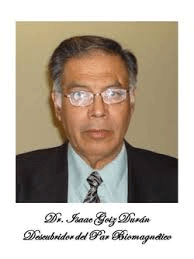 Dr. Isaac Goiz Durán
Descubridor del Par Biomagnético